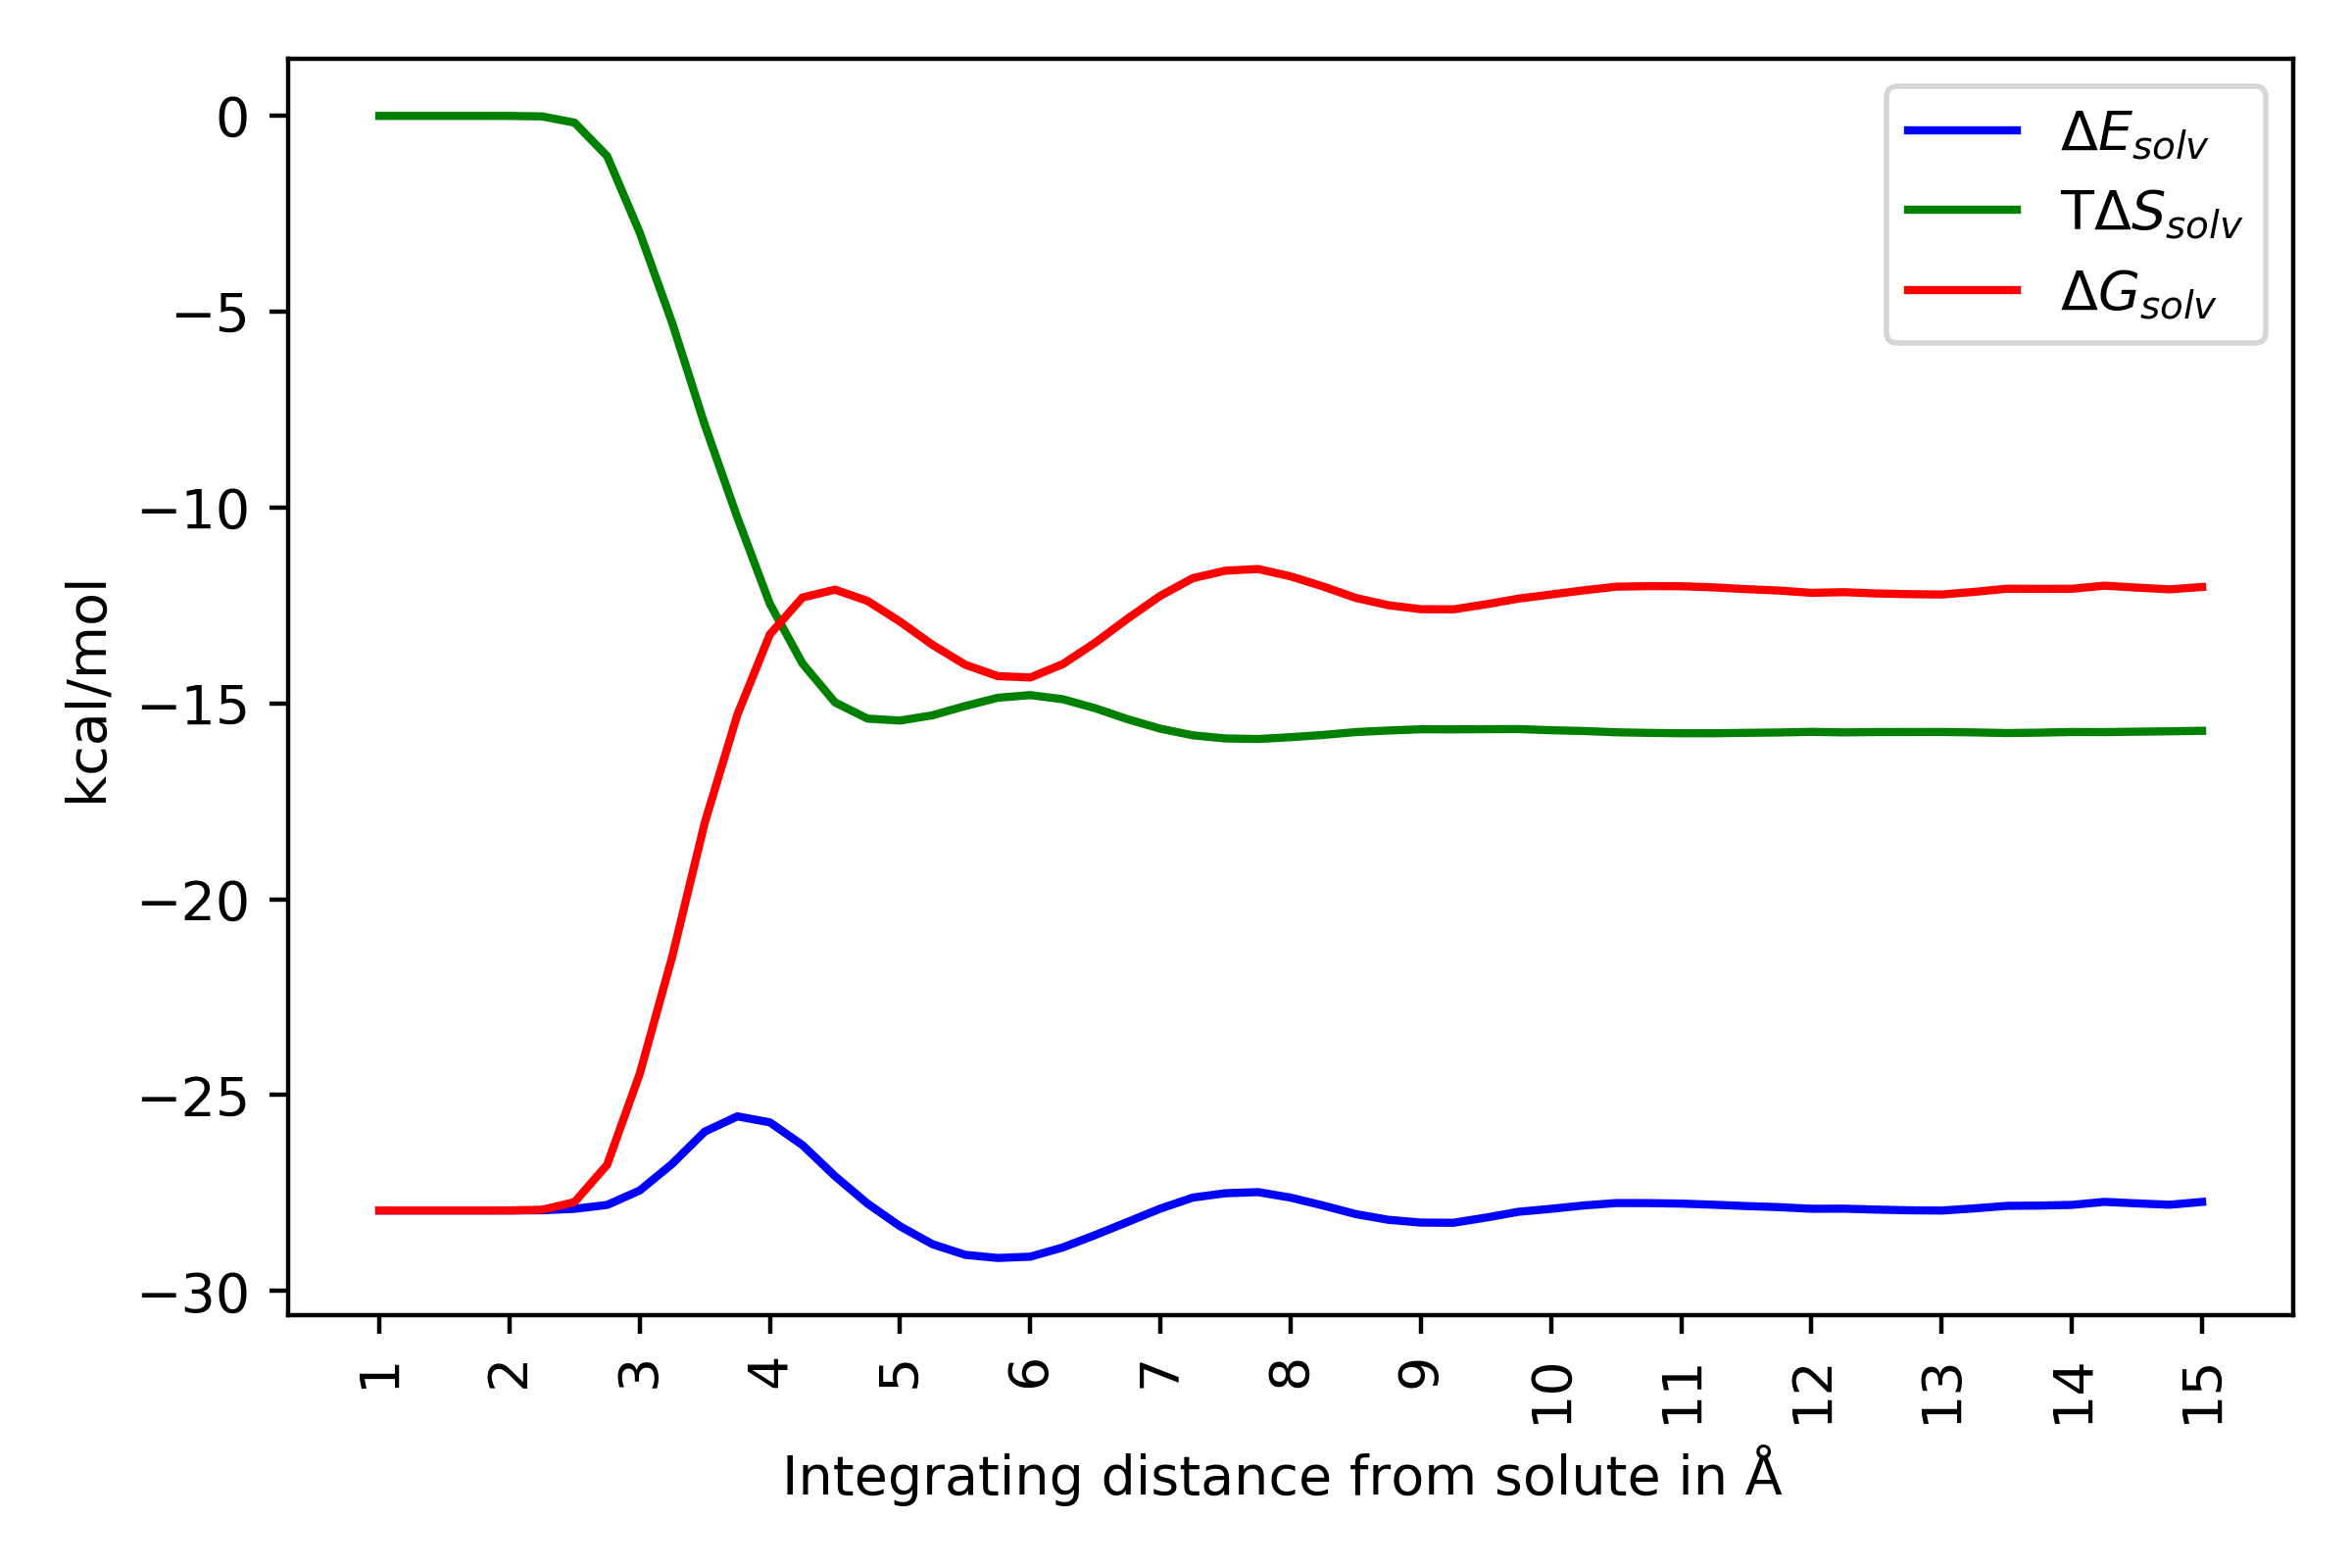 0
−5
−10
−15
−20
−25
−30
kcal/mol
ΔE_solv
TΔS_solv
ΔG_solv
1 2 3 4 5 6 7 8 9 10 11 12 13 14 15
Integrating distance from solute in Å